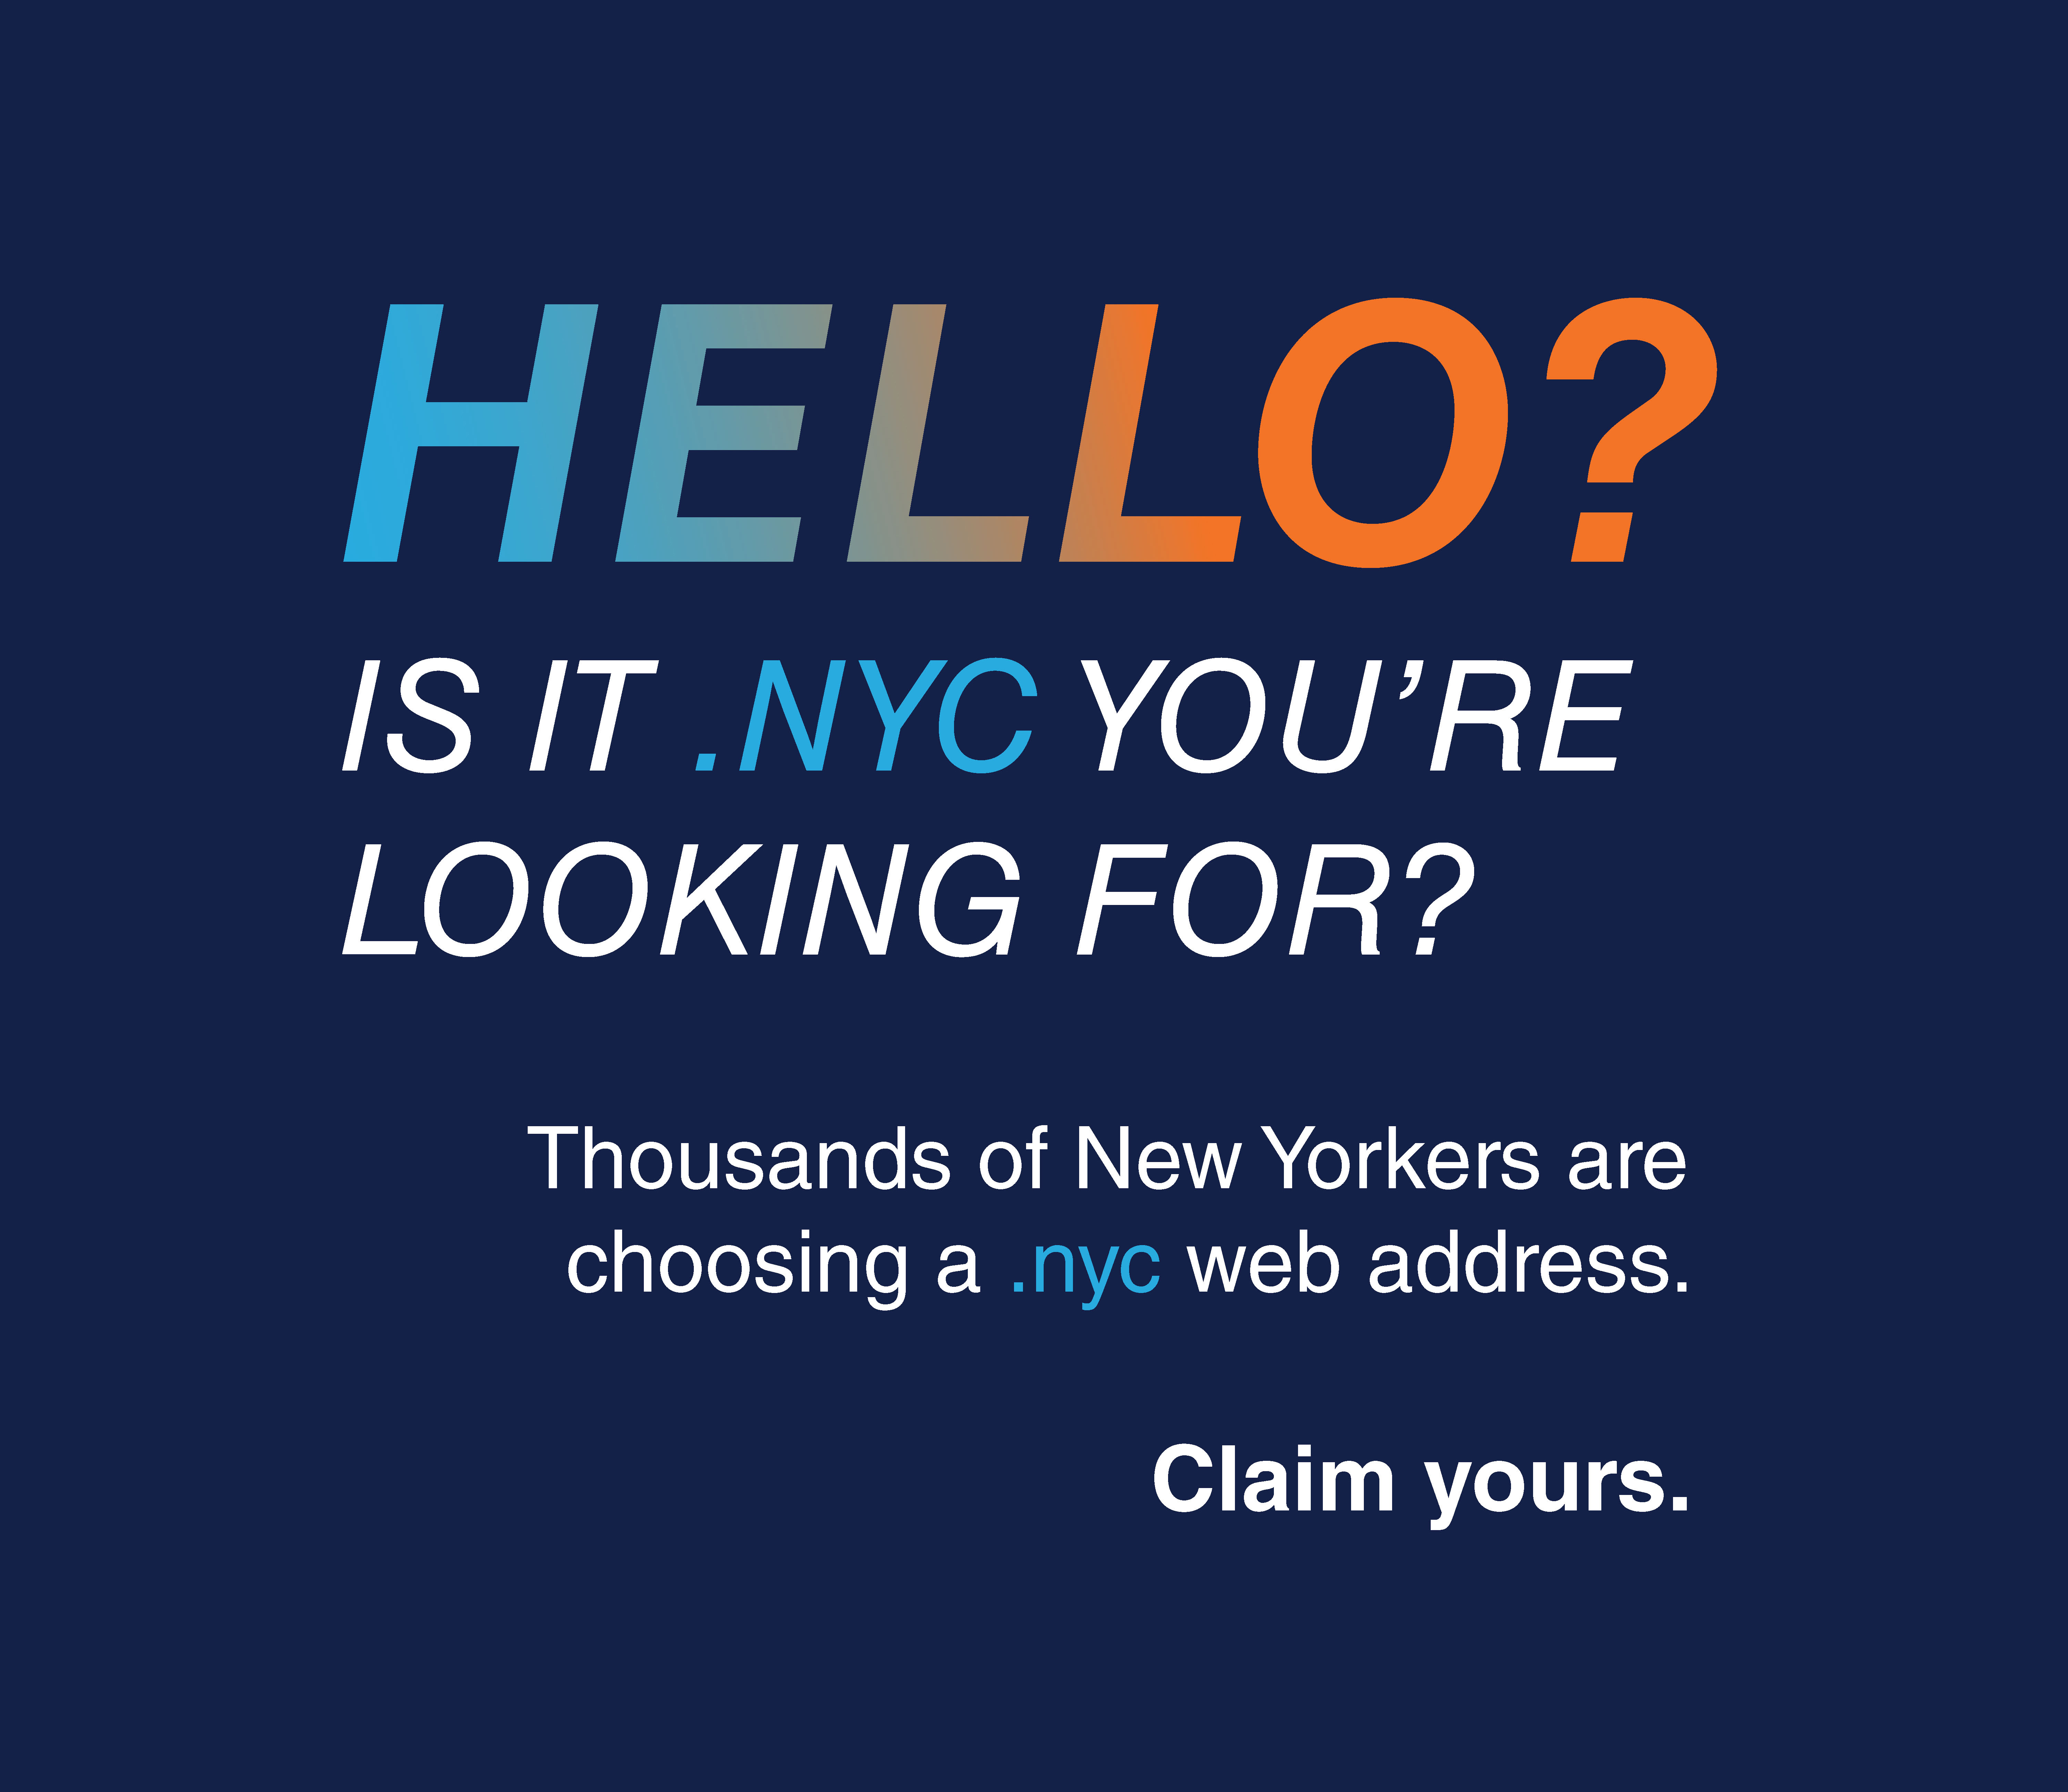 HELLO?
IS IT .NYC YOU’RE
LOOKING FOR?
Thousands of New Yorkers are
choosing a .nyc web address.
Claim yours.